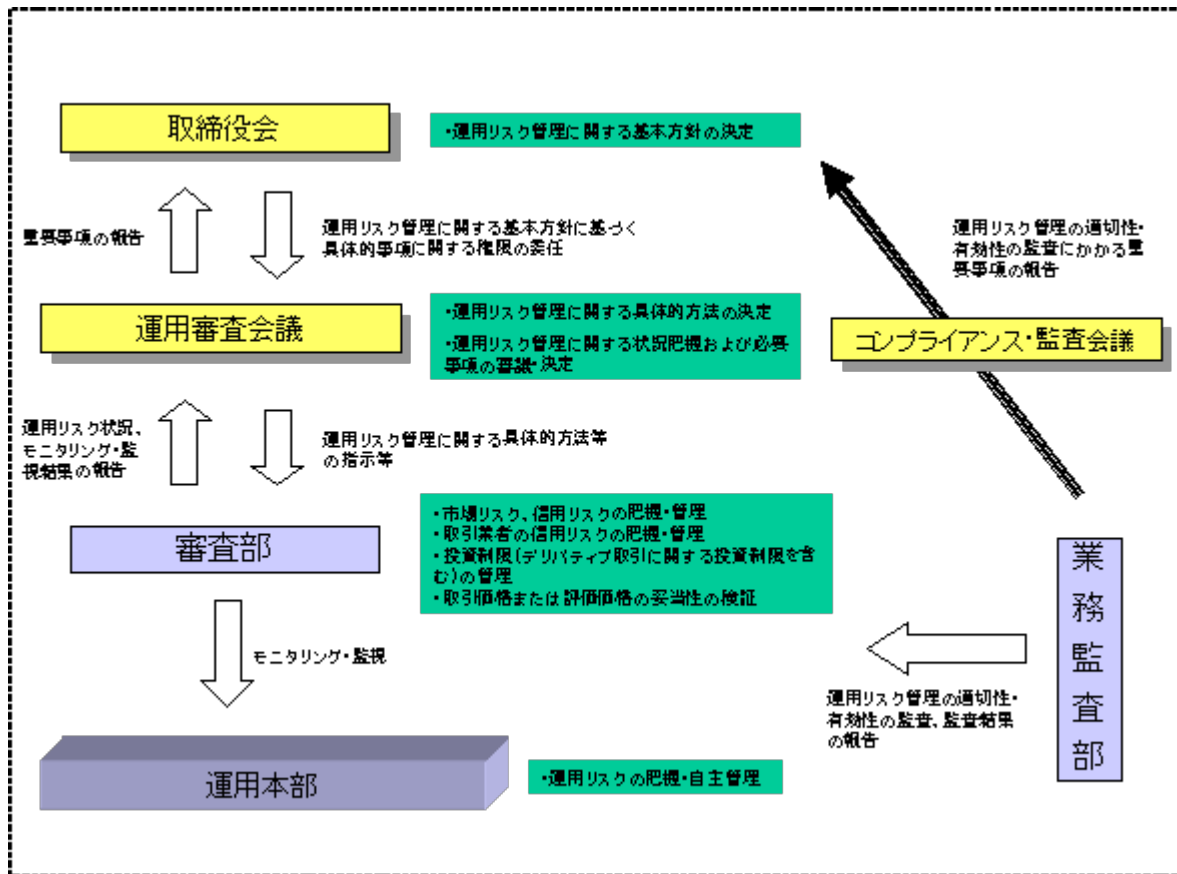 取締役会
・運用リスク管理に関する基本方針の決定
重要事項の報告
運用リスク管理に関する基本方針に基づく
具体的事項に関する権限の委任
運用リスク管理の適切性・
有効性の監査にかかる重
要事項の報告
運用審査会議
・運用リスク管理に関する具体的方法の決定
・運用リスク管理に関する状況把握および必要
事項の審議・決定
コンプライアンス・監査会議
運用リスク状況、
モニタリング・監
視結果の報告
運用リスク管理に関する具体的方法等
の指示等
審査部
・市場リスク、信用リスクの把握・管理
・取引業者の信用リスクの把握・管理
・投資制限(デリバティブ取引に関する投資制限を含
む)の管理
・取引価格または評価価格の妥当性の検証
業務監査部
モニタリング・監視
運用リスク管理の適切性・
有効性の監査、監査結果
の報告
運用本部
・運用リスクの把握・自主管理